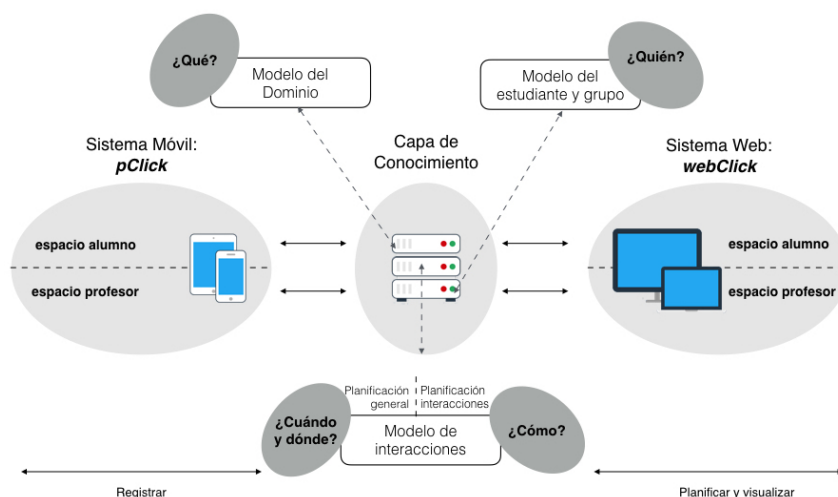 ¿Qué?
Modelo del
Dominio
Modelo del
estudiante y grupo
¿Quién?
Sistema Móvil:
pClick
Capa de
Conocimiento
Sistema Web:
webClick
espacio alumno
espacio profesor
espacio alumno
espacio profesor
Planificación
general
Planificación
interacciones
¿Cuándo
y dónde?
Modelo de
interacciones
¿Cómo?
Registrar
Planificar y visualizar